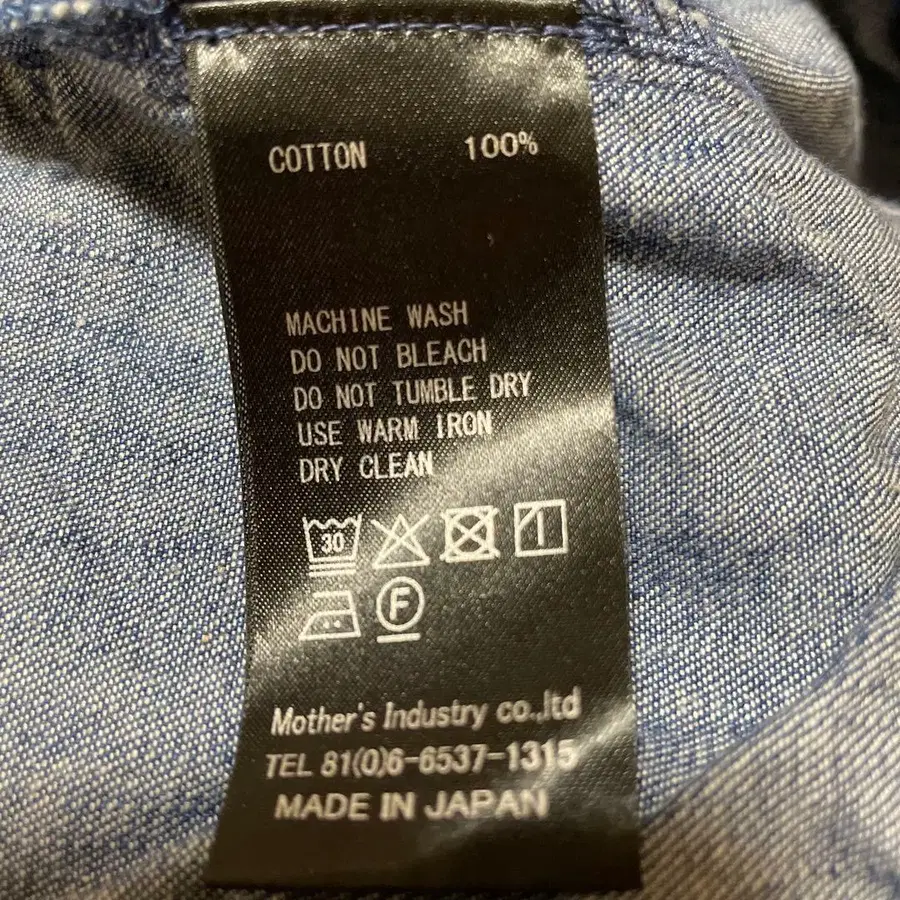 COTTON 100%
MACHINE WASH
DO NOT BLEACH
DO NOT TUMBLE DRY
USE WARM IRON
DRY CLEAN
30
F
Mother's Industry co.,ltd
TEL 81(0)6-6537-1315
MADE IN JAPAN